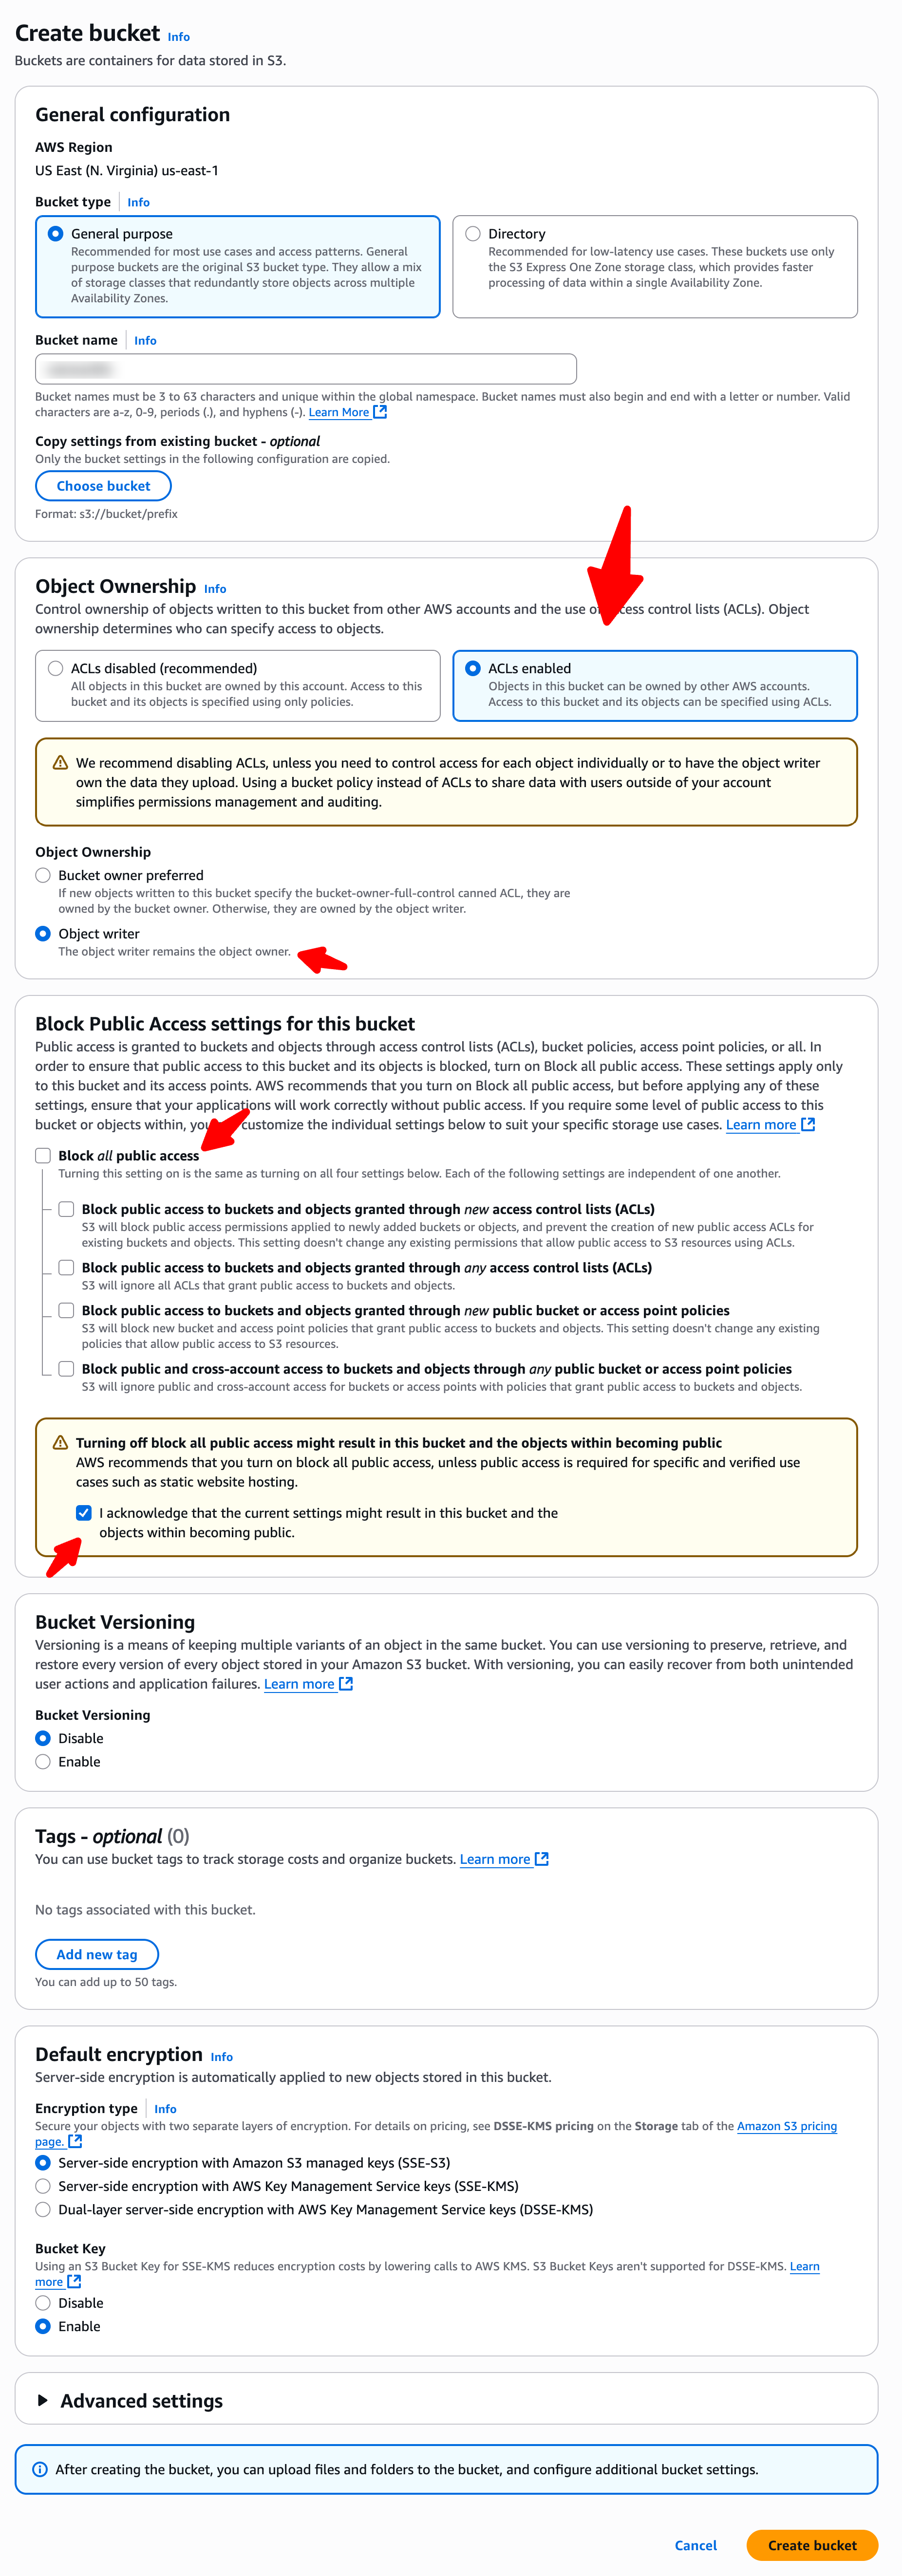 Create bucket Info
Buckets are containers for data stored in S3.
General configuration
AWS Region
US East (N. Virginia) us-east-1
Bucket type Info
General purpose
Recommended for most use cases and access patterns. General
purpose buckets are the original S3 bucket type. They allow a mix
of storage classes that redundantly store objects across multiple
Availability Zones.
Directory
Recommended for low-latency use cases. These buckets use only
the S3 Express One Zone storage class, which provides faster
processing of data within a single Availability Zone.
Bucket name Info
Bucket names must be 3 to 63 characters and unique within the global namespace. Bucket names must also begin and end with a letter or number. Valid
characters are a-z, 0-9, periods (.), and hyphens (-). Learn More
Copy settings from existing bucket - optional
Only the bucket settings in the following configuration are copied.
Choose bucket
Format: s3://bucket/prefix
Object Ownership Info
Control ownership of objects written to this bucket from other AWS accounts and the use of access control lists (ACLs). Object
ownership determines who can specify access to objects.
ACLs disabled (recommended)
All objects in this bucket are owned by this account. Access to this
bucket and its objects is specified using only policies.
ACLs enabled
Objects in this bucket can be owned by other AWS accounts.
Access to this bucket and its objects can be specified using ACLs.
We recommend disabling ACLs, unless you need to control access for each object individually or to have the object writer
own the data they upload. Using a bucket policy instead of ACLs to share data with users outside of your account
simplifies permissions management and auditing.
Object Ownership
Bucket owner preferred
If new objects written to this bucket specify the bucket-owner-full-control canned ACL, they are
owned by the bucket owner. Otherwise, they are owned by the object writer.
Object writer
The object writer remains the object owner.
Block Public Access settings for this bucket
Public access is granted to buckets and objects through access control lists (ACLs), bucket policies, access point policies, or all. In
order to ensure that public access to this bucket and its objects is blocked, turn on Block all public access. These settings apply only
to this bucket and its access points. AWS recommends that you turn on Block all public access, but before applying any of these
settings, ensure that your applications will work correctly without public access. If you require some level of public access to this
bucket or objects within, you customize the individual settings below to suit your specific storage use cases. Learn more
Block all public access
Turning this setting on is the same as turning on all four settings below. Each of the following settings are independent of one another.
Block public access to buckets and objects granted through new access control lists (ACLs)
S3 will block public access permissions applied to newly added buckets or objects, and prevent the creation of new public access ACLs for
existing buckets and objects. This setting doesn't change any existing permissions that allow public access to S3 resources using ACLs.
Block public access to buckets and objects granted through any access control lists (ACLs)
S3 will ignore all ACLs that grant public access to buckets and objects.
Block public access to buckets and objects granted through new public bucket or access point policies
S3 will block new bucket and access point policies that grant public access to buckets and objects. This setting doesn't change any existing
policies that allow public access to S3 resources.
Block public and cross-account access to buckets and objects through any public bucket or access point policies
S3 will ignore public and cross-account access for buckets or access points with policies that grant public access to buckets and objects.
Turning off block all public access might result in this bucket and the objects within becoming public
AWS recommends that you turn on block all public access, unless public access is required for specific and verified use
cases such as static website hosting.
I acknowledge that the current settings might result in this bucket and the
objects within becoming public.
Bucket Versioning
Versioning is a means of keeping multiple variants of an object in the same bucket. You can use versioning to preserve, retrieve, and
restore every version of every object stored in your Amazon S3 bucket. With versioning, you can easily recover from both unintended
user actions and application failures. Learn more
Bucket Versioning
Disable
Enable
Tags - optional (0)
You can use bucket tags to track storage costs and organize buckets. Learn more
No tags associated with this bucket.
Add new tag
You can add up to 50 tags.
Default encryption Info
Server-side encryption is automatically applied to new objects stored in this bucket.
Encryption type Info
Secure your objects with two separate layers of encryption. For details on pricing, see DSSE-KMS pricing on the Storage tab of the Amazon S3 pricing
page.
Server-side encryption with Amazon S3 managed keys (SSE-S3)
Server-side encryption with AWS Key Management Service keys (SSE-KMS)
Dual-layer server-side encryption with AWS Key Management Service keys (DSSE-KMS)
Bucket Key
Using an S3 Bucket Key for SSE-KMS reduces encryption costs by lowering calls to AWS KMS. S3 Bucket Keys aren't supported for DSSE-KMS. Learn
more
Disable
Enable
Advanced settings
After creating the bucket, you can upload files and folders to the bucket, and configure additional bucket settings.
Cancel Create bucket